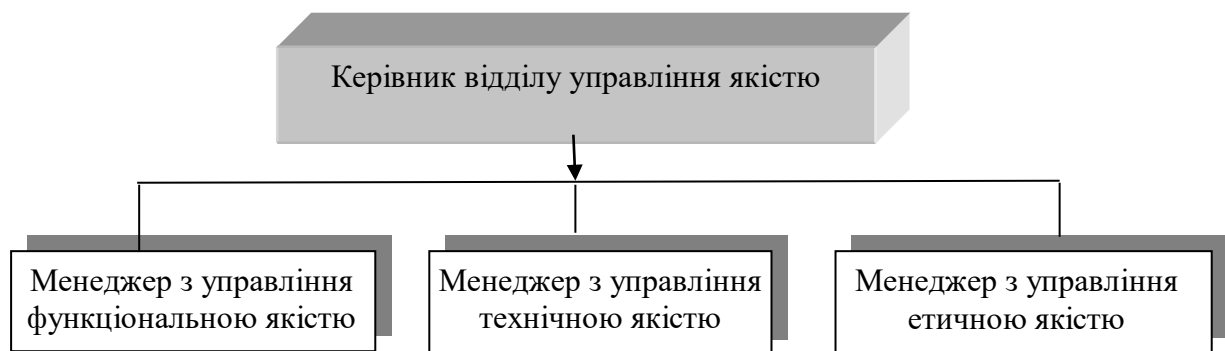 Керівник відділу управління якістю
Менеджер з управління
функціональною якістю
Менеджер з управління
технічною якістю
Менеджер з управління
етичною якістю